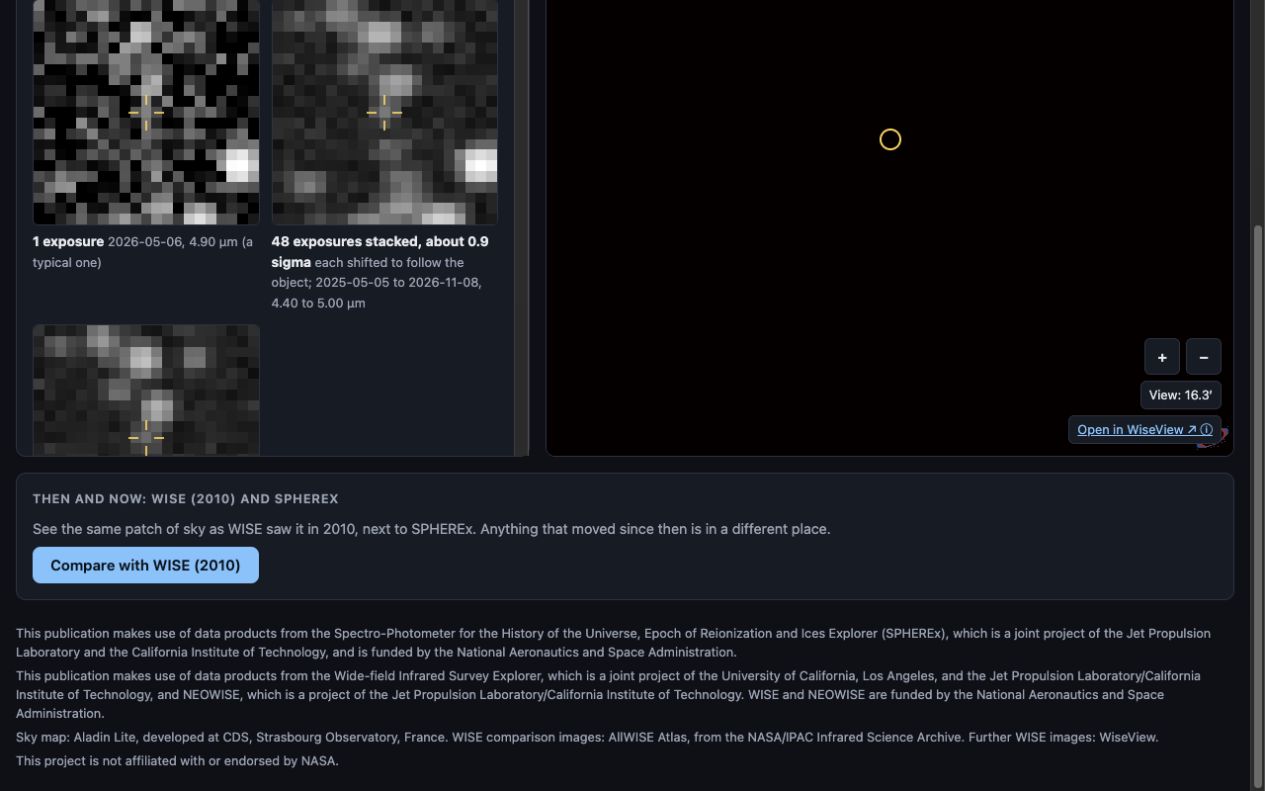 1 exposure 2026-05-06, 4.90 µm (a
typical one)
48 exposures stacked, about 0.9
sigma each shifted to follow the
object; 2025-05-05 to 2026-11-08,
4.40 to 5.00 µm
+
−
View: 16.3′
Open in WiseView ↗ ⓘ
THEN AND NOW: WISE (2010) AND SPHEREX
See the same patch of sky as WISE saw it in 2010, next to SPHEREx. Anything that moved since then is in a different place.
Compare with WISE (2010)
This publication makes use of data products from the Spectro-Photometer for the History of the Universe, Epoch of Reionization and Ices Explorer (SPHEREx), which is a joint project of the Jet Propulsion
Laboratory and the California Institute of Technology, and is funded by the National Aeronautics and Space Administration.
This publication makes use of data products from the Wide-field Infrared Survey Explorer, which is a joint project of the University of California, Los Angeles, and the Jet Propulsion Laboratory/California
Institute of Technology, and NEOWISE, which is a project of the Jet Propulsion Laboratory/California Institute of Technology. WISE and NEOWISE are funded by the National Aeronautics and Space
Administration.
Sky map: Aladin Lite, developed at CDS, Strasbourg Observatory, France. WISE comparison images: AllWISE Atlas, from the NASA/IPAC Infrared Science Archive. Further WISE images: WiseView.
This project is not affiliated with or endorsed by NASA.